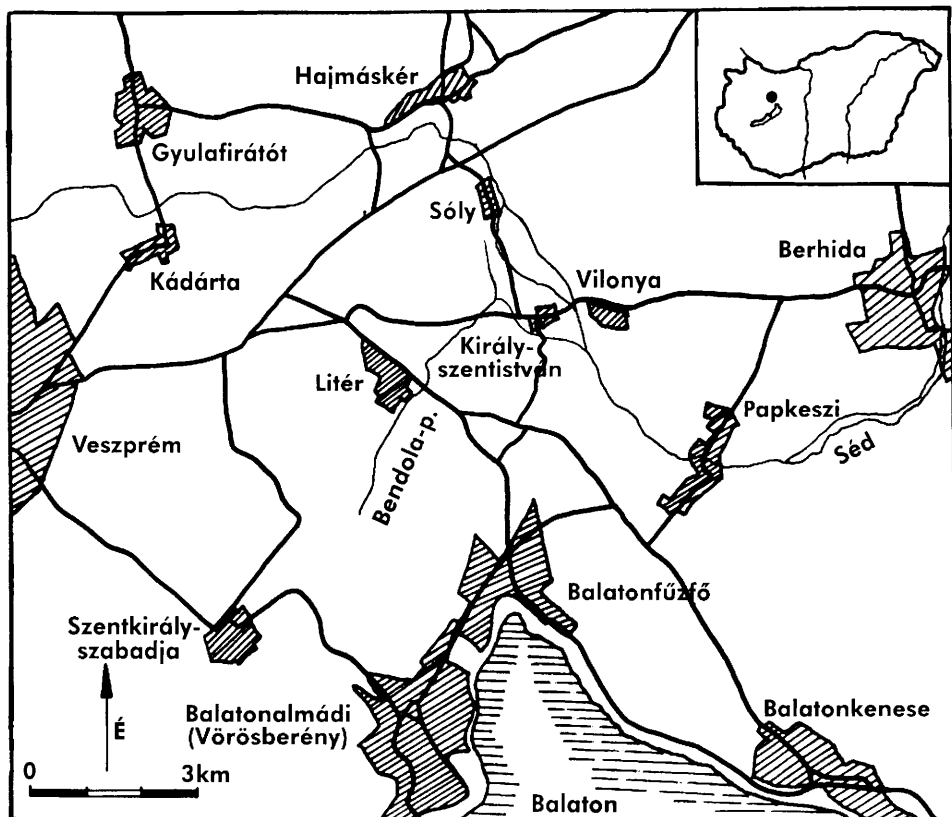 Hajmáskér
Gyulafirátót
Sóly
Berhida
Kádárta
Vilonya
Király-
szentistván
Litér
Papkeszi
Veszprém
Séd
Bendola-p.
Balatonfűzfő
Szentkirály-
szabadja
É
Balatonalmádi
(Vörösberény)
Balatonkenese
0 3km
Balaton